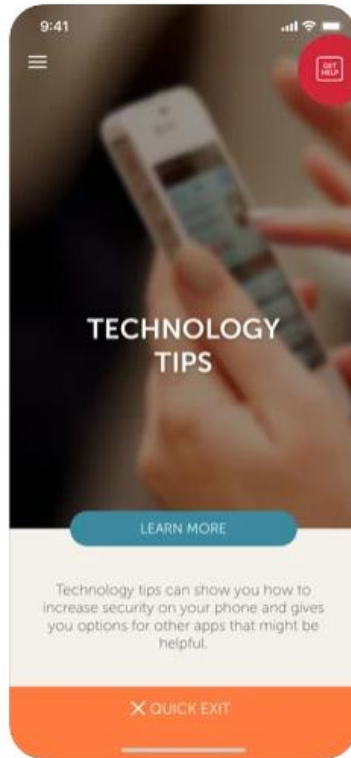 9:41
GET
HELP
TECHNOLOGY
TIPS
LEARN MORE
Technology tips can show you how to
increase security on your phone and gives
you options for other apps that might be
helpful.
QUICK EXIT